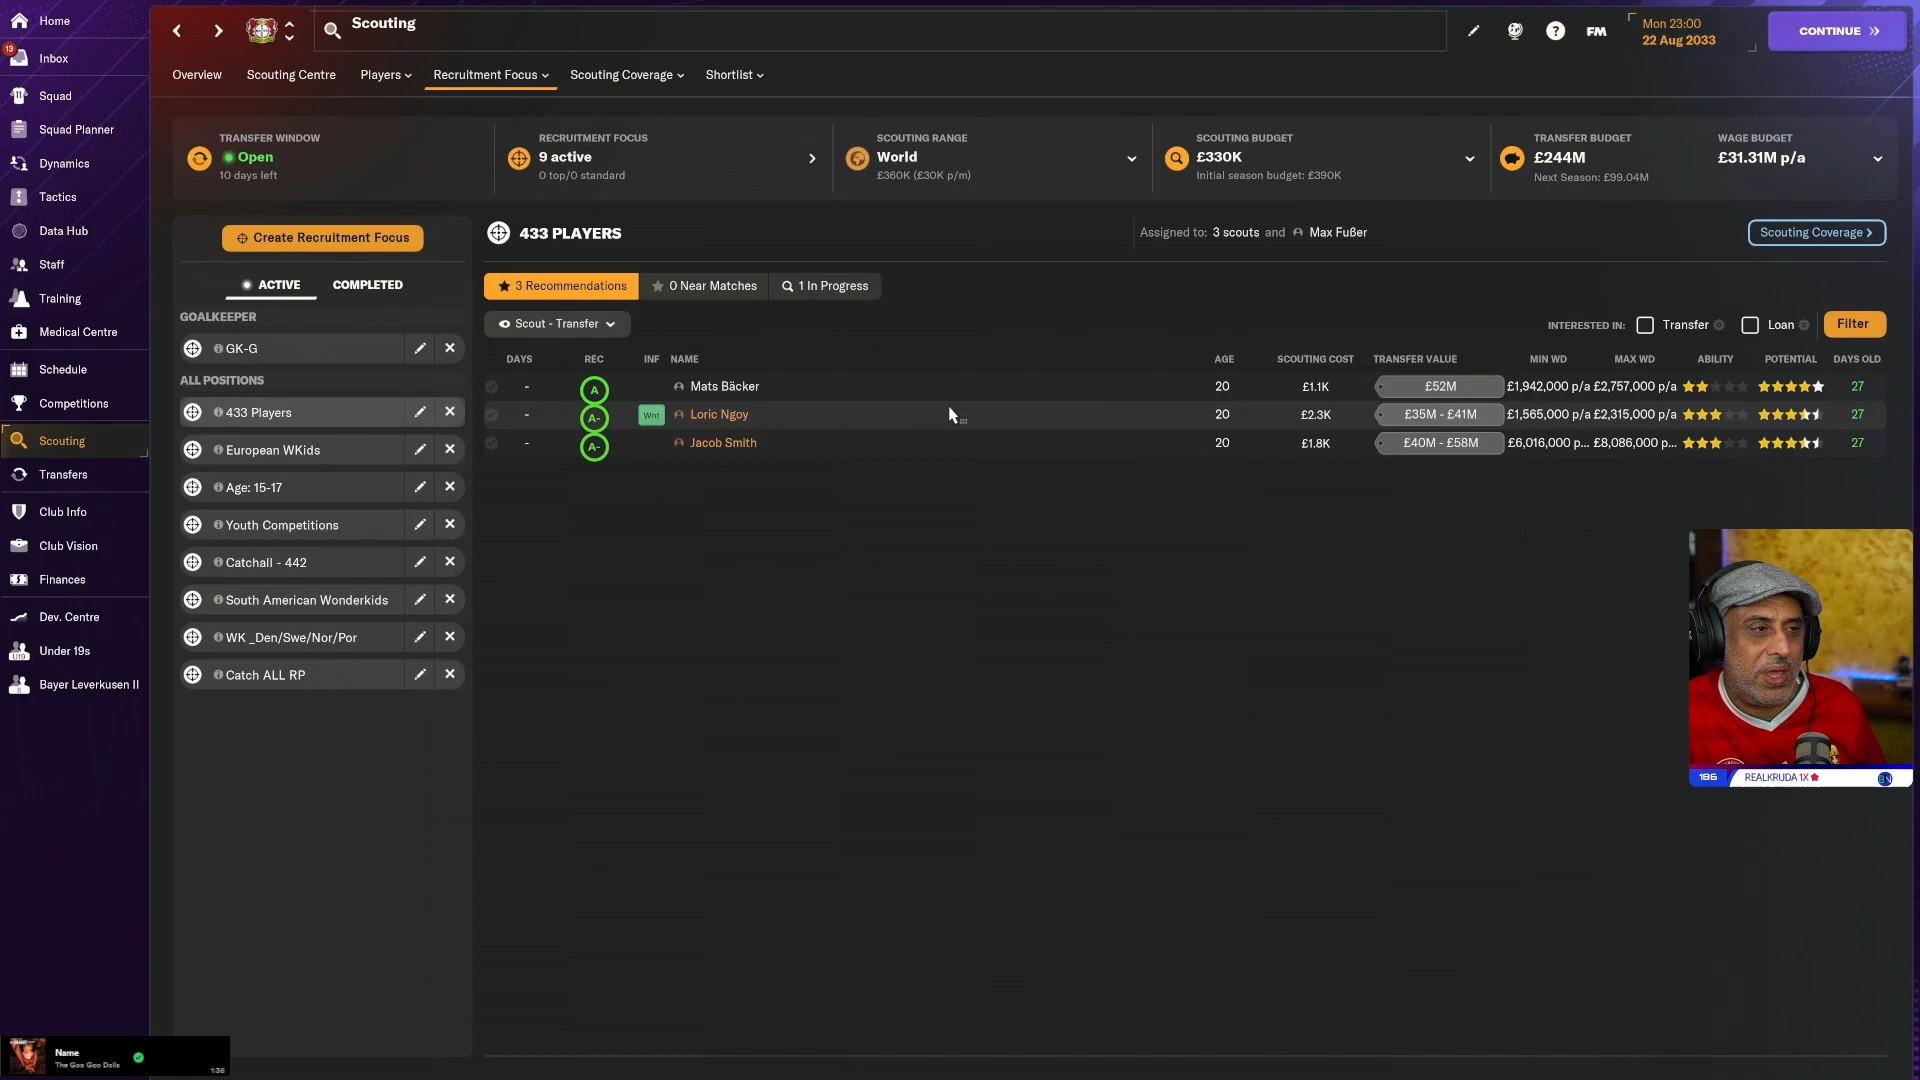 Home
13
Inbox
Squad
Squad Planner
Dynamics
Tactics
Data Hub
Staff
Training
Medical Centre
Schedule
Competitions
Scouting
Transfers
Club Info
Club Vision
Finances
Dev. Centre
U19
Under 19s
Bayer Leverkusen II
Name
The Goo Goo Dolls
1:36
Scouting
FM
Mon 23:00
22 Aug 2033
CONTINUE
Overview
Scouting Centre
Players
Recruitment Focus
Scouting Coverage
Shortlist
TRANSFER WINDOW
Open
10 days left
RECRUITMENT FOCUS
9 active
0 top/0 standard
SCOUTING RANGE
World
£360K (£30K p/m)
SCOUTING BUDGET
£330K
Initial season budget: £390K
TRANSFER BUDGET
£244M
Next Season: £99.04M
WAGE BUDGET
£31.31M p/a
Create Recruitment Focus
ACTIVE COMPLETED
GOALKEEPER
GK-G
ALL POSITIONS
433 Players
European WKids
Age: 15-17
Youth Competitions
Catchall - 442
South American Wonderkids
WK _Den/Swe/Nor/Por
Catch ALL RP
433 PLAYERS
Assigned to: 3 scouts and Max Fußer
Scouting Coverage >
3 Recommendations
0 Near Matches
1 In Progress
Scout - Transfer
INTERESTED IN: Transfer Loan
Filter
DAYS REC INF NAME AGE SCOUTING COST TRANSFER VALUE MIN WD MAX WD ABILITY POTENTIAL DAYS OLD
- A Mats Bäcker 20 £1.1K £52M £1,942,000 p/a £2,757,000 p/a 27
- A- Wnt Loric Ngoy 20 £2.3K £35M - £41M £1,565,000 p/a £2,315,000 p/a 27
- A- Jacob Smith 20 £1.8K £40M - £58M £6,016,000 p... £8,086,000 p... 27
186 REALKRUDA 1X